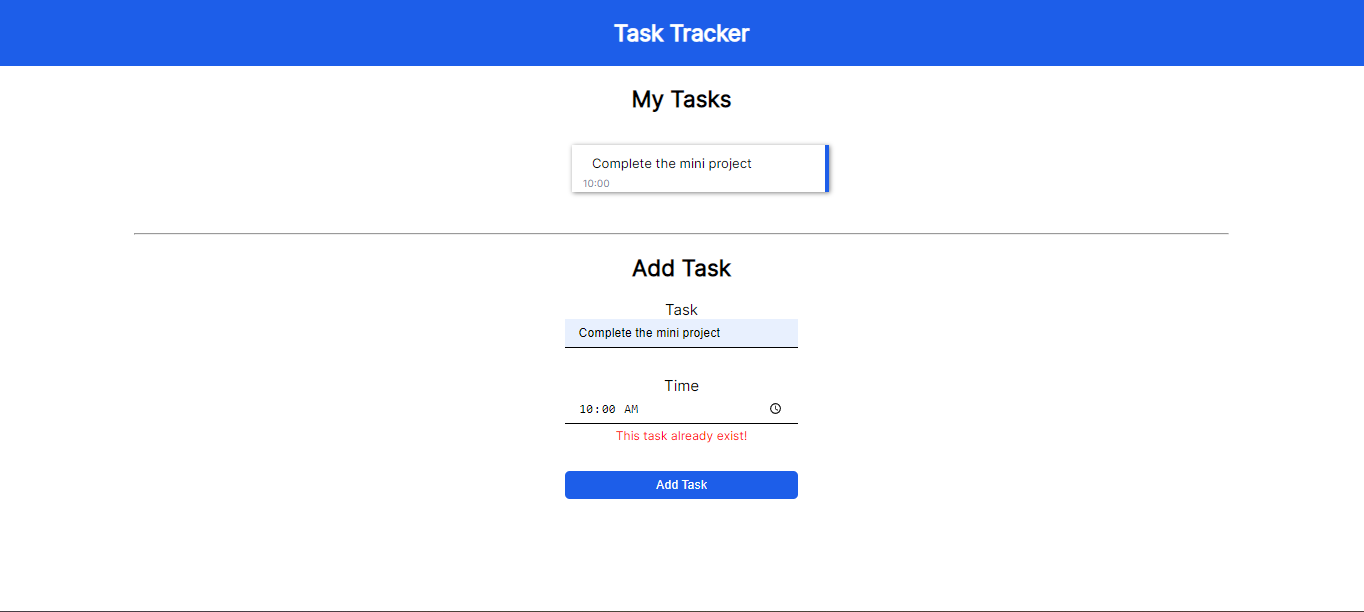 Task Tracker
My Tasks
Complete the mini project
10:00
Add Task
Task
Complete the mini project
Time
10:00 AM
This task already exist!
Add Task